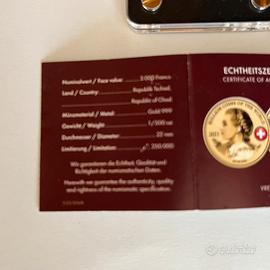 Nominalwert / Face value: 3 000 Francs
Land / Country: Republik Tschad,
Republic of Chad
Münzmetall / Metal: Gold 999
Gewicht / Weight: 1/500 oz
Durchmesser / Diameter: 22 mm
Limitierung / Limitation: 250.000
Wir garantieren die Echtheit, Qualität und
Richtigkeit der numismatischen Daten.
Herewith we guarantee the authenticity, quality
and rightness of the numismatic specification.
ECHTHEITSZE
CERTIFICATE OF A
2021
subito